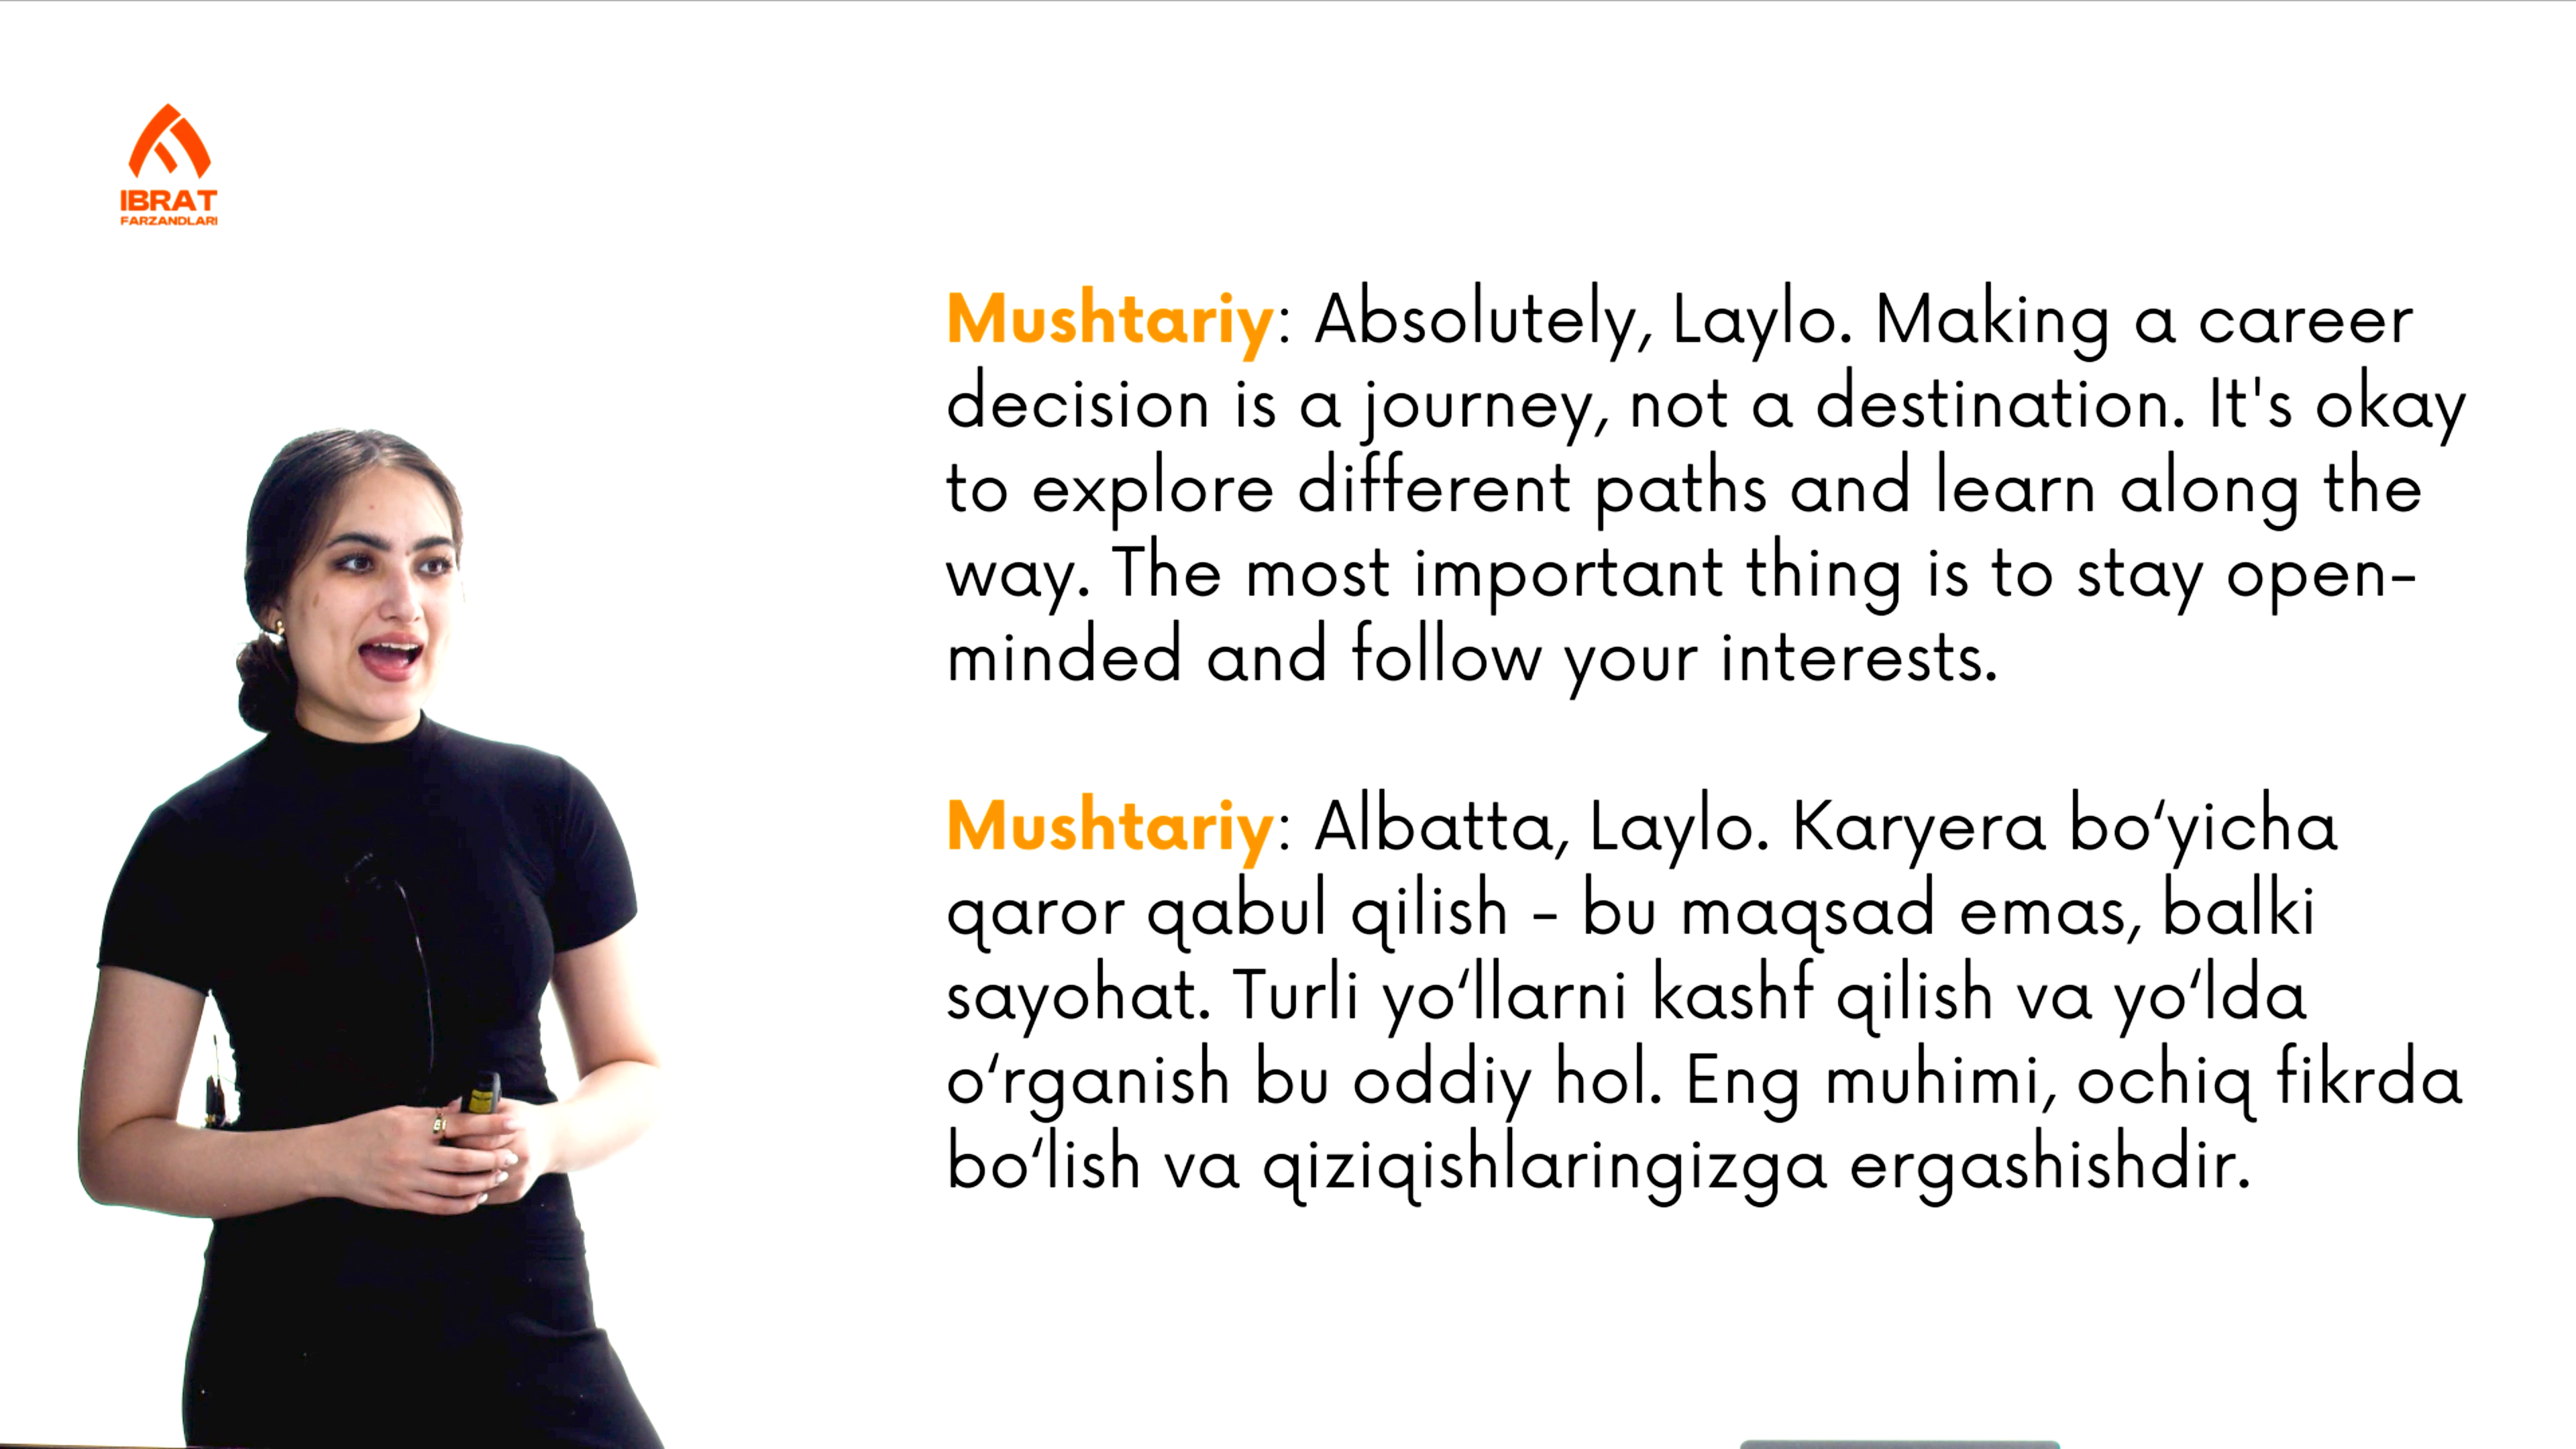 IBRAT
FARZANDLARI
Mushtariy: Absolutely, Laylo. Making a career
decision is a journey, not a destination. It's okay
to explore different paths and learn along the
way. The most important thing is to stay open-
minded and follow your interests.
Mushtariy: Albatta, Laylo. Karyera bo‘yicha
qaror qabul qilish - bu maqsad emas, balki
sayohat. Turli yo‘llarni kashf qilish va yo‘lda
o‘rganish bu oddiy hol. Eng muhimi, ochiq fikrda
bo‘lish va qiziqishlaringizga ergashishdir.